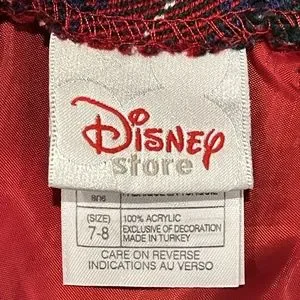 Disney
store
(SIZE)
7-8
100% ACRYLIC
EXCLUSIVE OF DECORATION
MADE IN TURKEY
CARE ON REVERSE
INDICATIONS AU VERSO